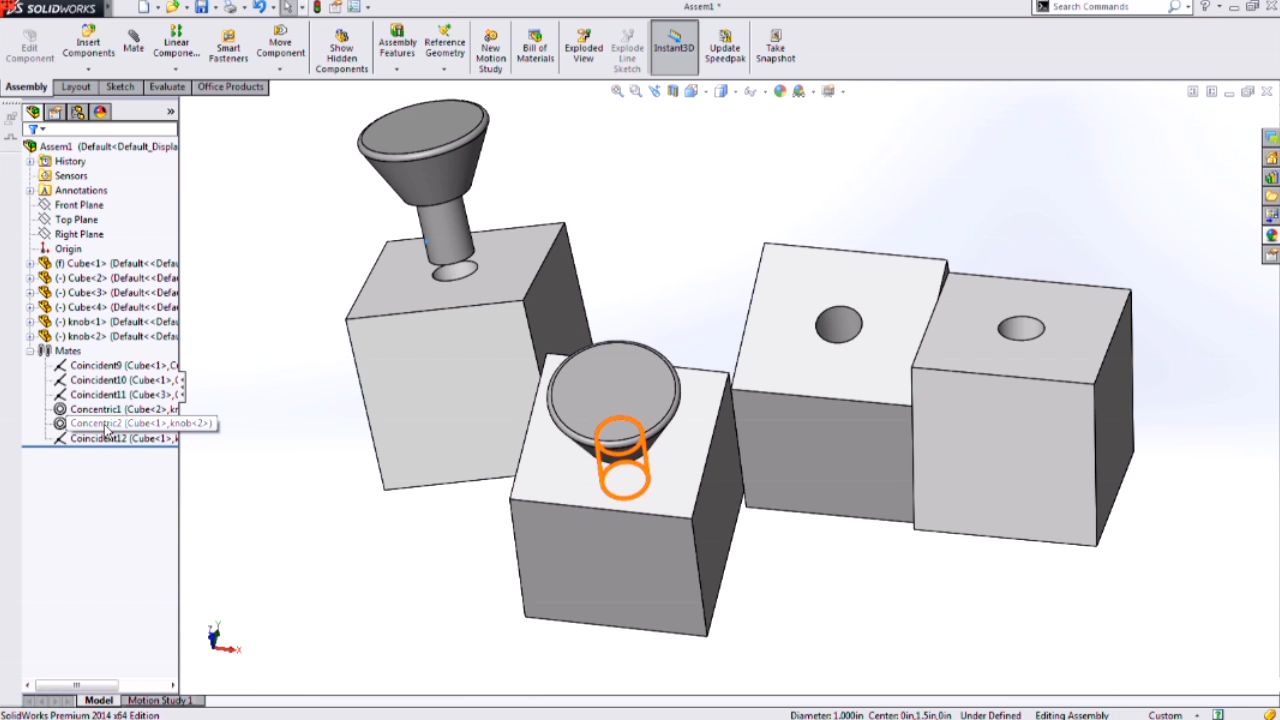 SOLIDWORKS
Assem1 *
Search Commands
Edit Component
Insert Components
Mate
Linear Compone...
Smart Fasteners
Move Component
Show Hidden Components
Assembly Features
Reference Geometry
New Motion Study
Bill of Materials
Exploded View
Explode Line Sketch
Instant3D
Update Speedpak
Take Snapshot
Assembly
Layout
Sketch
Evaluate
Office Products
Assem1 (Default<Default_Displa
History
Sensors
Annotations
Front Plane
Top Plane
Right Plane
Origin
(f) Cube<1> (Default<<Defau
(-) Cube<2> (Default<<Defau
(-) Cube<3> (Default<<Defau
(-) Cube<4> (Default<<Defau
(-) knob<1> (Default<<Defau
(-) knob<2> (Default<<Defau
Mates
Coincident9 (Cube<1>,C
Coincident10 (Cube<1>,
Coincident11 (Cube<3>,
Concentric1 (Cube<2>,kn
Concentric2 (Cube<1>,knob<2>)
Coincident12 (Cube<1>,k
Y
Z
X
Model
Motion Study 1
SolidWorks Premium 2014 x64 Edition
Diameter: 1.000in Center: 0in,1.5in,0in
Under Defined
Editing Assembly
Custom